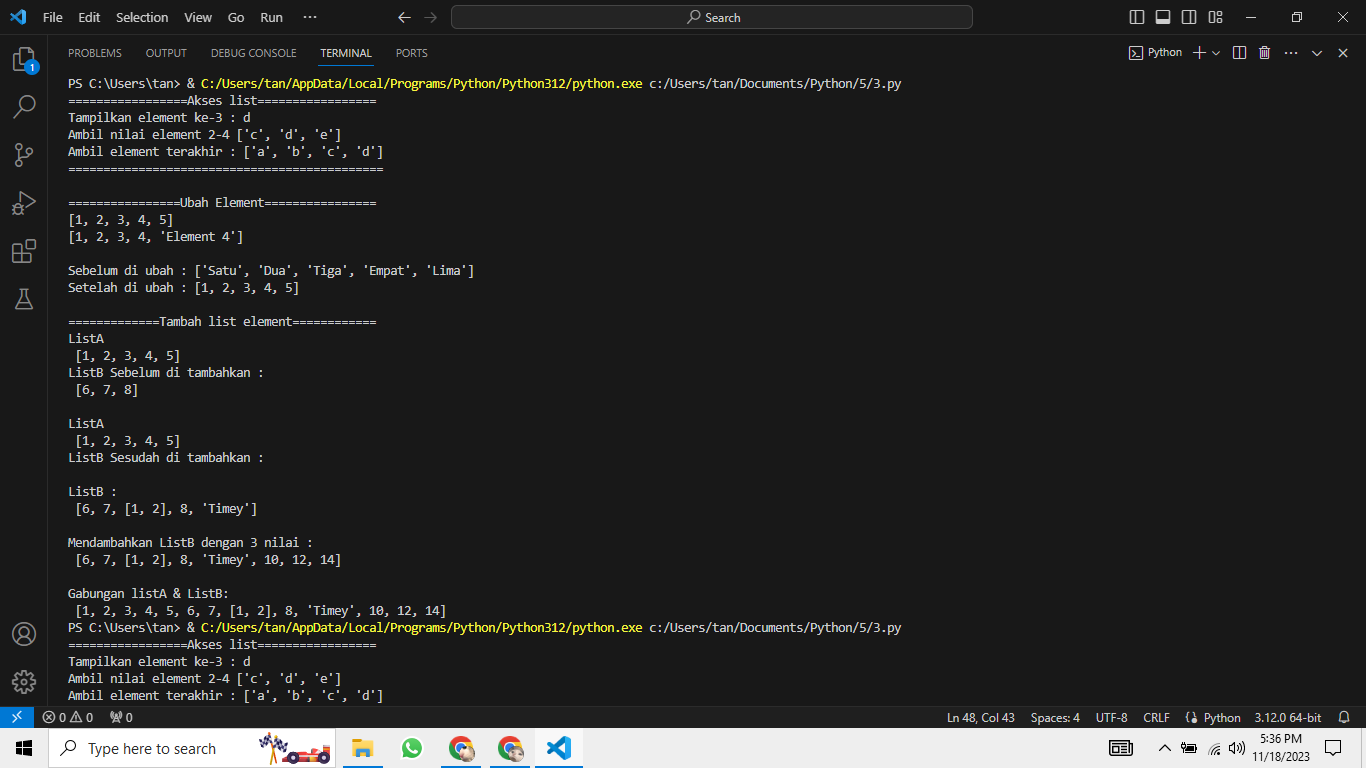 File Edit Selection View Go Run ··· Search
PROBLEMS OUTPUT DEBUG CONSOLE TERMINAL PORTS Python
1
PS C:\Users\tan> & C:/Users/tan/AppData/Local/Programs/Python/Python312/python.exe c:/Users/tan/Documents/Python/5/3.py
=================Akses list=================
Tampilkan element ke-3 : d
Ambil nilai element 2-4 ['c', 'd', 'e']
Ambil element terakhir : ['a', 'b', 'c', 'd']
=============================================
================Ubah Element================
[1, 2, 3, 4, 5]
[1, 2, 3, 4, 'Element 4']
Sebelum di ubah : ['Satu', 'Dua', 'Tiga', 'Empat', 'Lima']
Setelah di ubah : [1, 2, 3, 4, 5]
=============Tambah list element============
ListA
[1, 2, 3, 4, 5]
ListB Sebelum di tambahkan :
[6, 7, 8]
ListA
[1, 2, 3, 4, 5]
ListB Sesudah di tambahkan :
ListB :
[6, 7, [1, 2], 8, 'Timey']
Mendambahkan ListB dengan 3 nilai :
[6, 7, [1, 2], 8, 'Timey', 10, 12, 14]
Gabungan listA & ListB:
[1, 2, 3, 4, 5, 6, 7, [1, 2], 8, 'Timey', 10, 12, 14]
PS C:\Users\tan> & C:/Users/tan/AppData/Local/Programs/Python/Python312/python.exe c:/Users/tan/Documents/Python/5/3.py
=================Akses list=================
Tampilkan element ke-3 : d
Ambil nilai element 2-4 ['c', 'd', 'e']
Ambil element terakhir : ['a', 'b', 'c', 'd']
0 0 0 Ln 48, Col 43 Spaces: 4 UTF-8 CRLF Python 3.12.0 64-bit
Type here to search
5:36 PM
11/18/2023